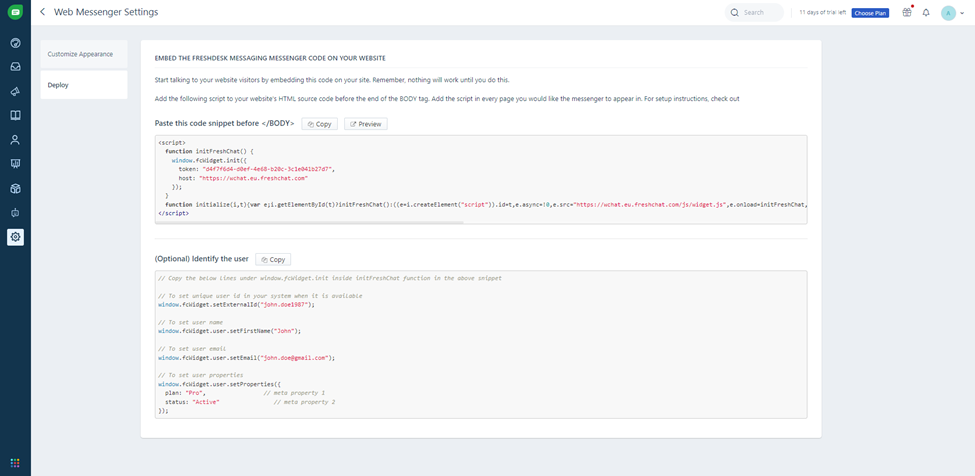 Web Messenger Settings
Search
11 days of trial left
Choose Plan
A
Customize Appearance
Deploy
EMBED THE FRESHDESK MESSAGING MESSENGER CODE ON YOUR WEBSITE
Start talking to your website visitors by embedding this code on your site. Remember, nothing will work until you do this.
Add the following script to your website's HTML source code before the end of the BODY tag. Add the script in every page you would like the messenger to appear in. For setup instructions, check out
Paste this code snippet before </BODY>
Copy
Preview
<script>
function initFreshChat() {
window.fcWidget.init({
token: "d4f7f6d4-d0ef-4e68-b20c-3c1e041b27d7",
host: "https://wchat.eu.freshchat.com"
});
}
function initialize(i,t){var e;i.getElementById(t)?initFreshChat():((e=i.createElement("script")).id=t,e.async=!0,e.src="https://wchat.eu.freshchat.com/js/widget.js",e.onload=initFreshChat,
</script>
(Optional) Identify the user
Copy
// Copy the below lines under window.fcWidget.init inside initFreshChat function in the above snippet
// To set unique user id in your system when it is available
window.fcWidget.setExternalId("john.doe1987");
// To set user name
window.fcWidget.user.setFirstName("John");
// To set user email
window.fcWidget.user.setEmail("john.doe@gmail.com");
// To set user properties
window.fcWidget.user.setProperties({
plan: "Pro", // meta property 1
status: "Active" // meta property 2
});